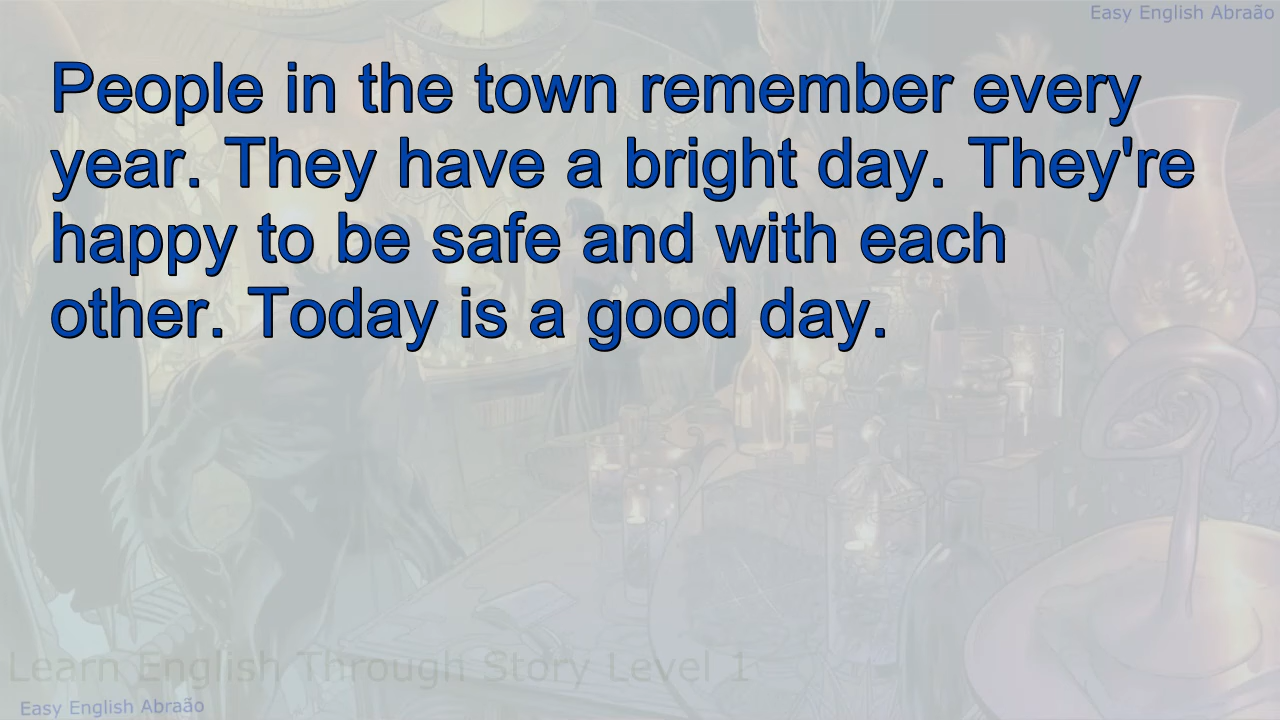 Easy English Abraão
People in the town remember every
year. They have a bright day. They're
happy to be safe and with each
other. Today is a good day.
Learn English Through Story Level 1
Easy English Abraão